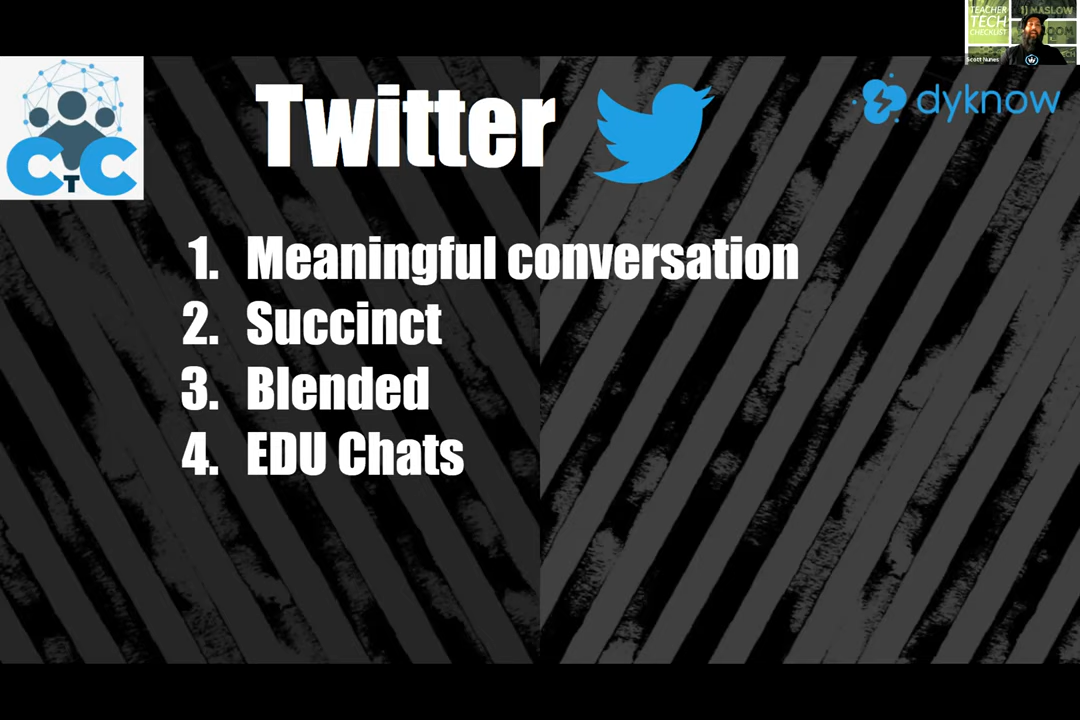 TEACHER
TECH
CHECKLIST
1) MASLOW
Scott Nunes
CTC
Twitter
dyknow
1. Meaningful conversation
2. Succinct
3. Blended
4. EDU Chats